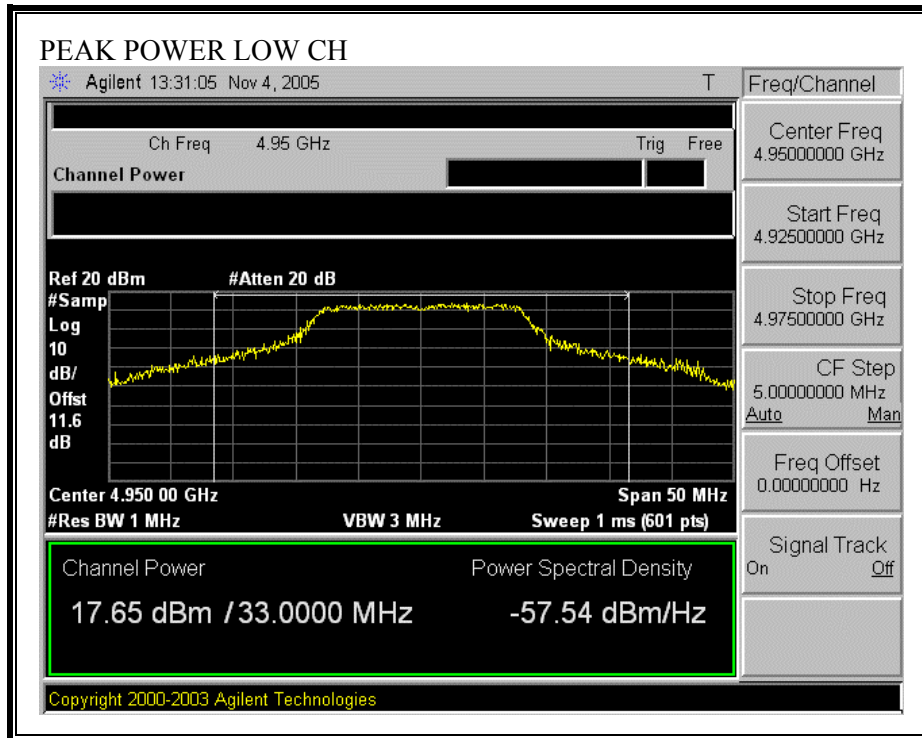 PEAK POWER LOW CH
Agilent 13:31:05 Nov 4, 2005 T
Freq/Channel
Ch Freq 4.95 GHz Trig Free
Channel Power
Center Freq
4.95000000 GHz
Start Freq
4.92500000 GHz
Stop Freq
4.97500000 GHz
CF Step
5.00000000 MHz
Auto Man
Freq Offset
0.00000000 Hz
Signal Track
On Off
Ref 20 dBm #Atten 20 dB
#Samp
Log
10
dB/
Offst
11.6
dB
Center 4.950 00 GHz Span 50 MHz
#Res BW 1 MHz VBW 3 MHz Sweep 1 ms (601 pts)
Channel Power Power Spectral Density
17.65 dBm / 33.0000 MHz -57.54 dBm/Hz
Copyright 2000-2003 Agilent Technologies